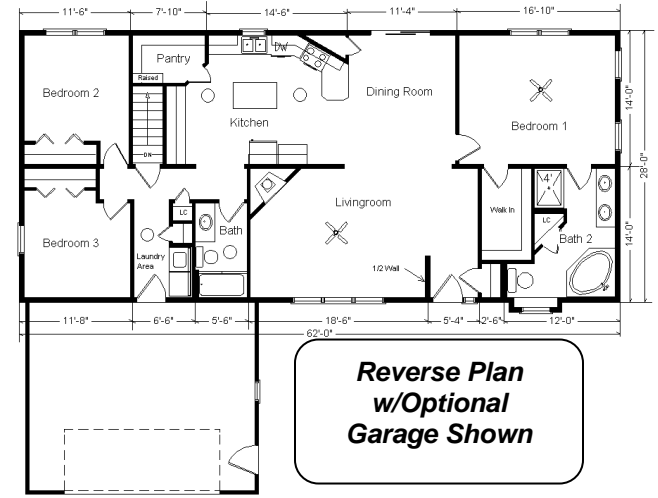 11'-6"
7'-10"
14'-6"
11'-4"
16'-10"
Pantry
DW
Raised
Bedroom 2
Dining Room
14'-0"
Kitchen
Bedroom 1
28'-0"
DN
4'
Livingroom
Walk In
LC
LC
Bedroom 3
Bath
Bath 2
14'-0"
Laundry
Area
1/2 Wall
11'-8"
6'-6"
5'-6"
18'-6"
5'-4"
2'-6"
12'-0"
62'-0"
Reverse Plan
w/Optional
Garage Shown